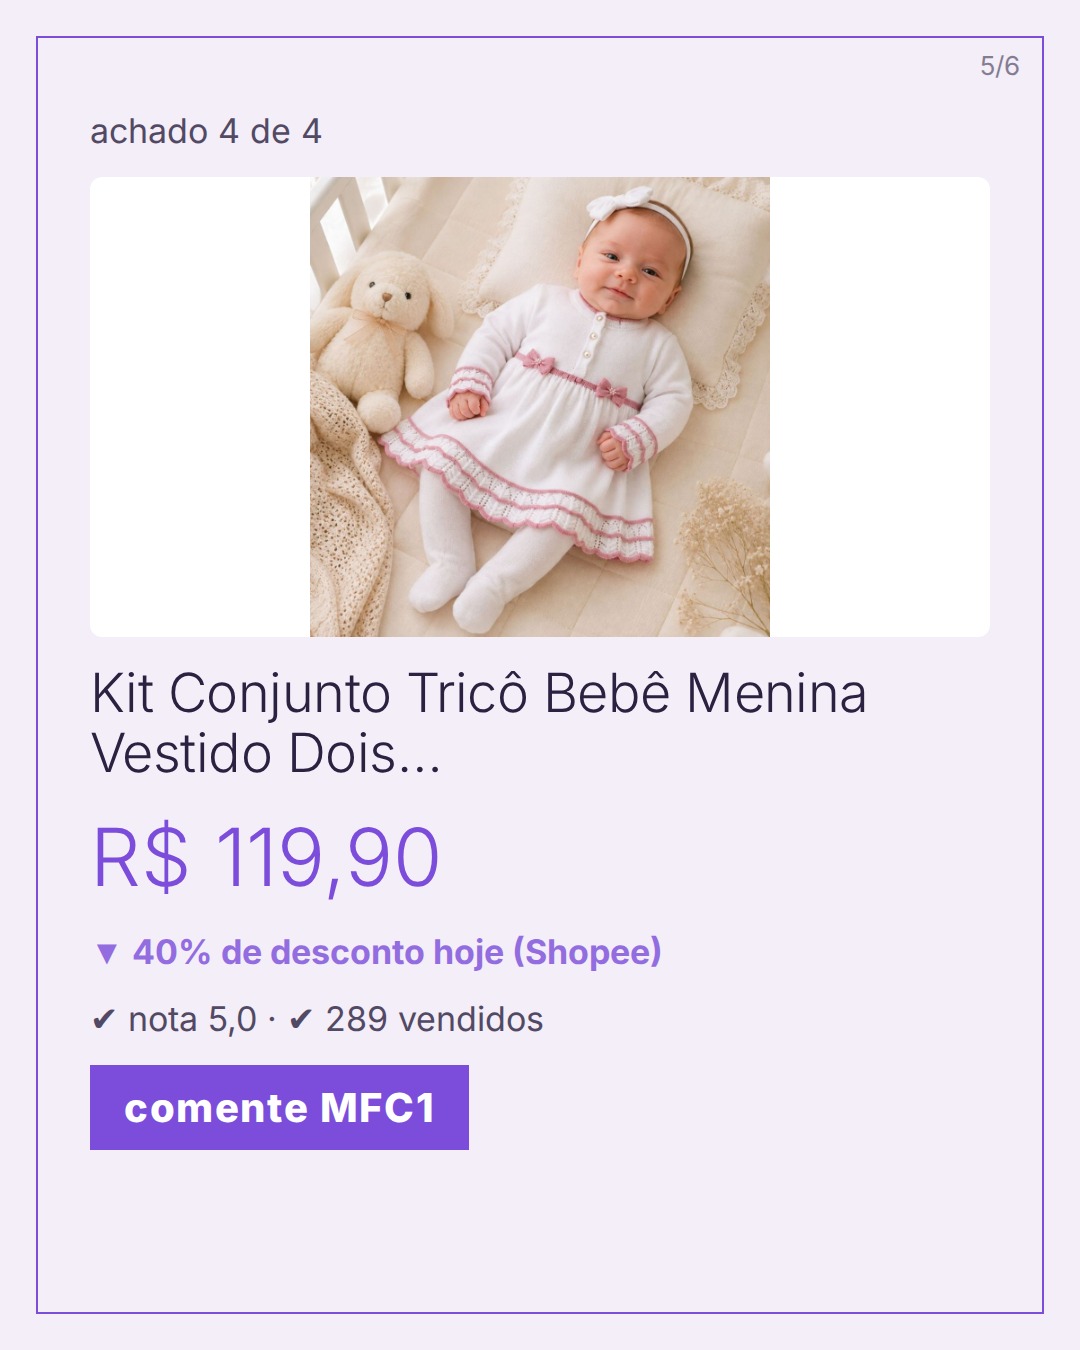 5/6
achado 4 de 4
Kit Conjunto Tricô Bebê Menina
Vestido Dois...
R$ 119,90
▼ 40% de desconto hoje (Shopee)
✔ nota 5,0 · ✔ 289 vendidos
comente MFC1